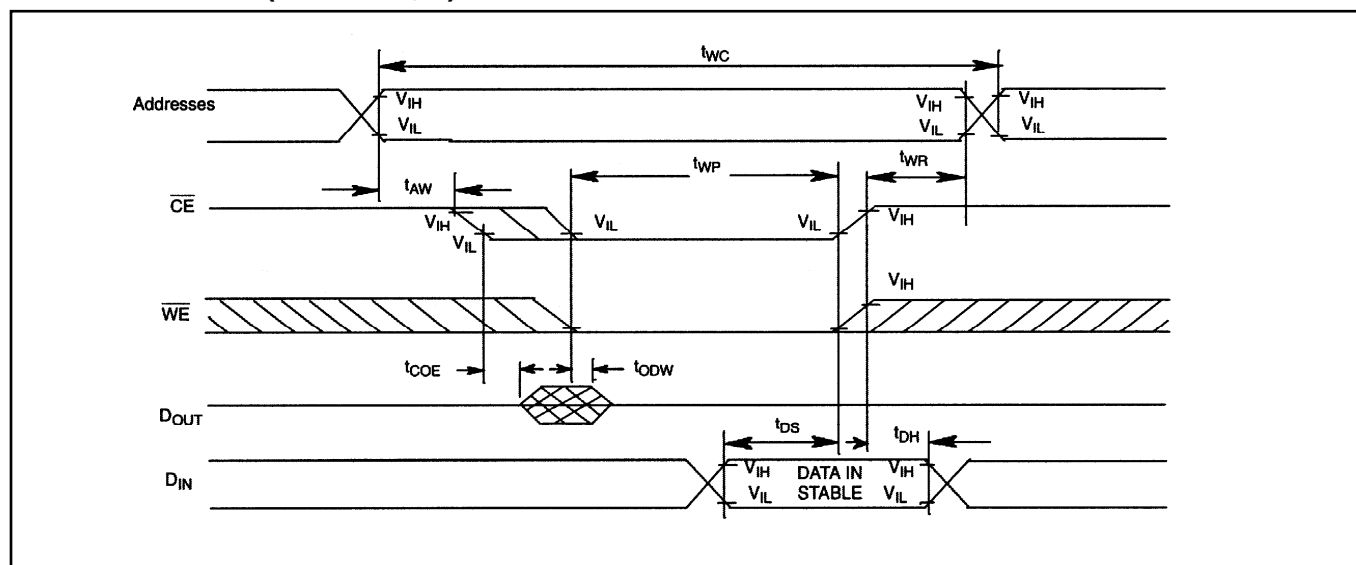 tWC
Addresses
VIH
VIH
VIH
VIL
VIL
VIL
tWP
tWR
tAW
CE
VIH
VIL
VIL
VIH
VIL
VIH
WE
tCOE
tODW
DOUT
tDS
tDH
DIN
VIH
DATA IN
VIH
VIL
STABLE
VIL